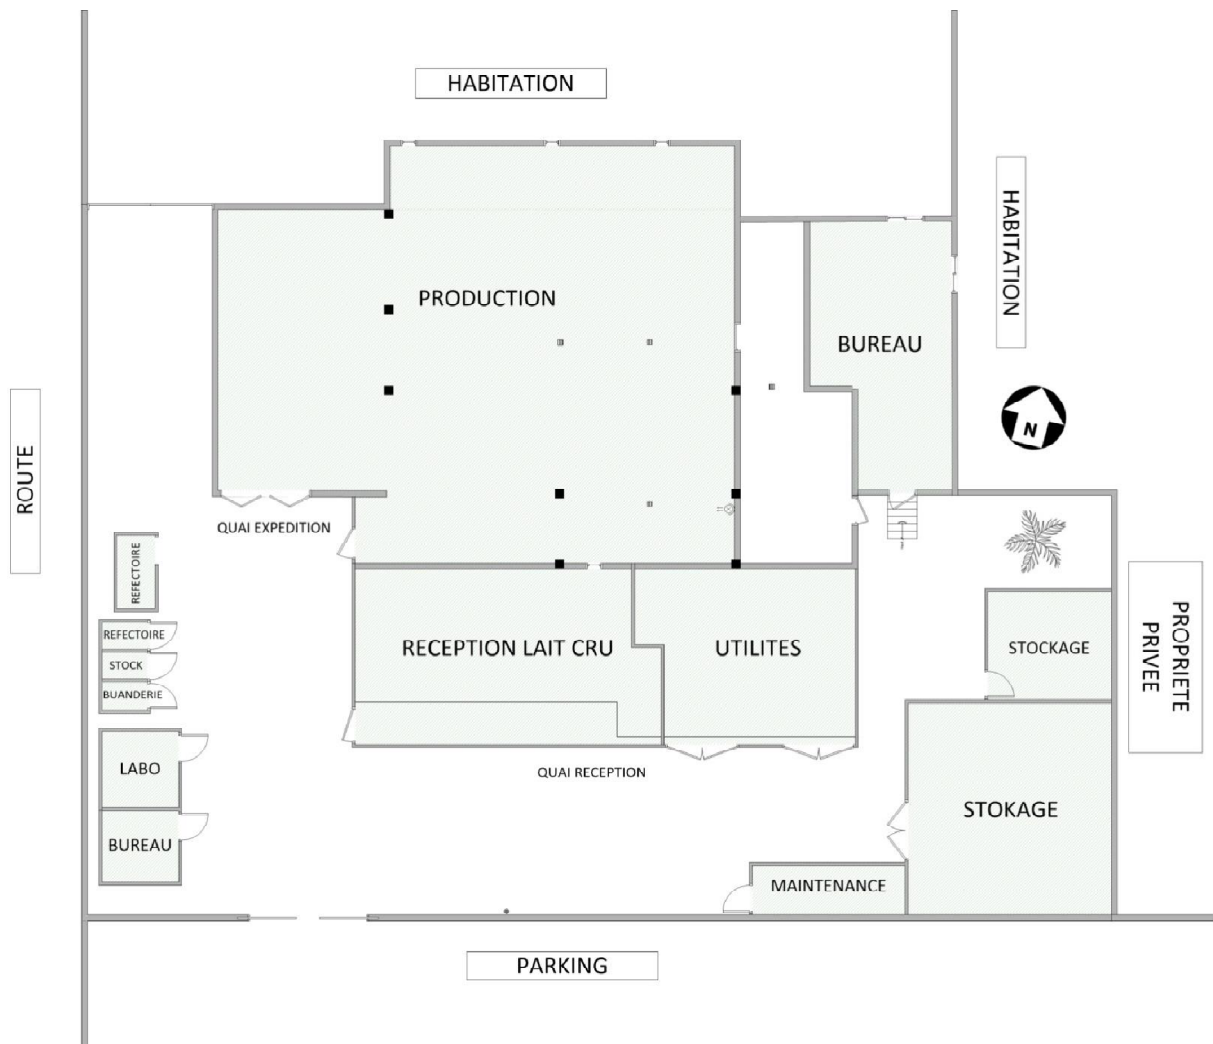 HABITATION
HABITATION
PRODUCTION
BUREAU
N
ROUTE
QUAI EXPEDITION
REFECTOIRE
REFECTOIRE
STOCK
BUANDERIE
RECEPTION LAIT CRU
UTILITES
STOCKAGE
PROPRIETE
PRIVEE
LABO
QUAI RECEPTION
STOKAGE
BUREAU
MAINTENANCE
PARKING